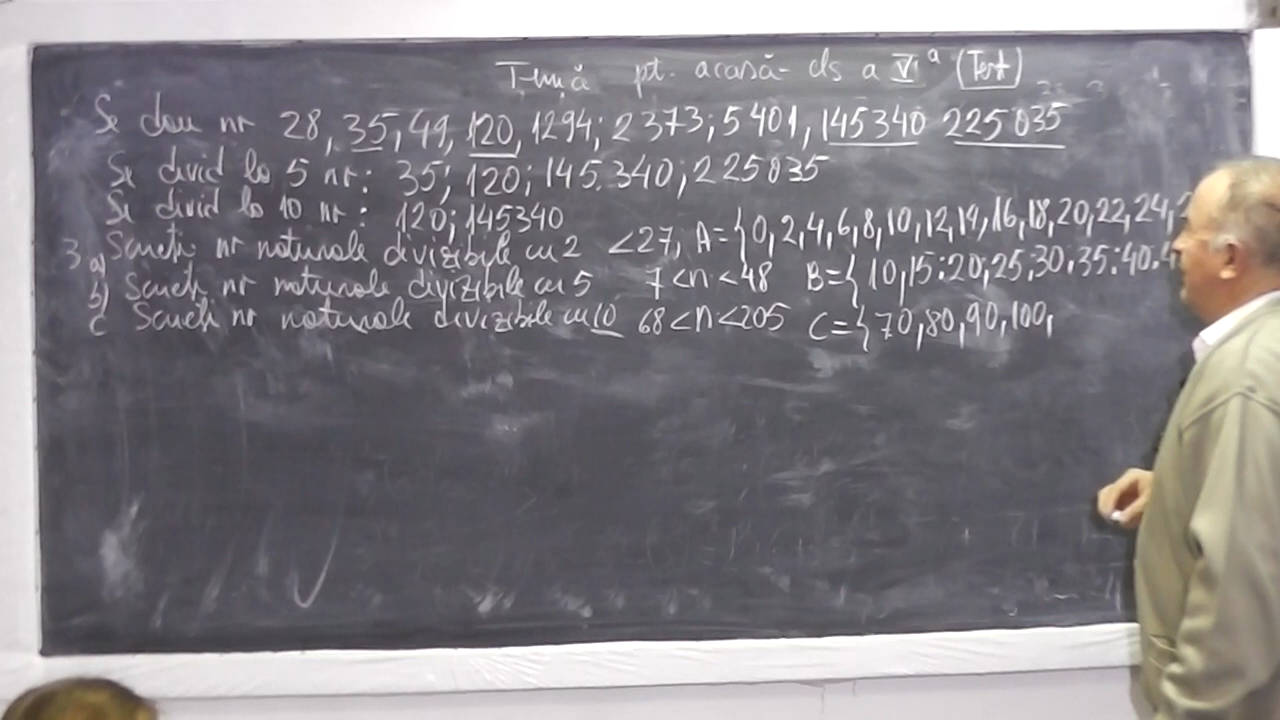 Temă pt. acasă cls a VI a (Test)
Se dau nr 28, 35, 49, 120, 1294; 2373; 5401, 145340 225035
Se divid la 5 nr: 35; 120; 145.340; 225035
Se divid la 10 nr: 120; 145340
3. a) Scrieți nr naturale divizibile cu 2 <27, A={0,2,4,6,8,10,12,14,16,18,20,22,24,2
b) Scrieți nr naturale divizibile cu 5 7<n<48 B={10,15;20;25,30,35;40,4
c Scrieți nr naturale divizibile cu 10 68<n<205 C={70,80,90,100,